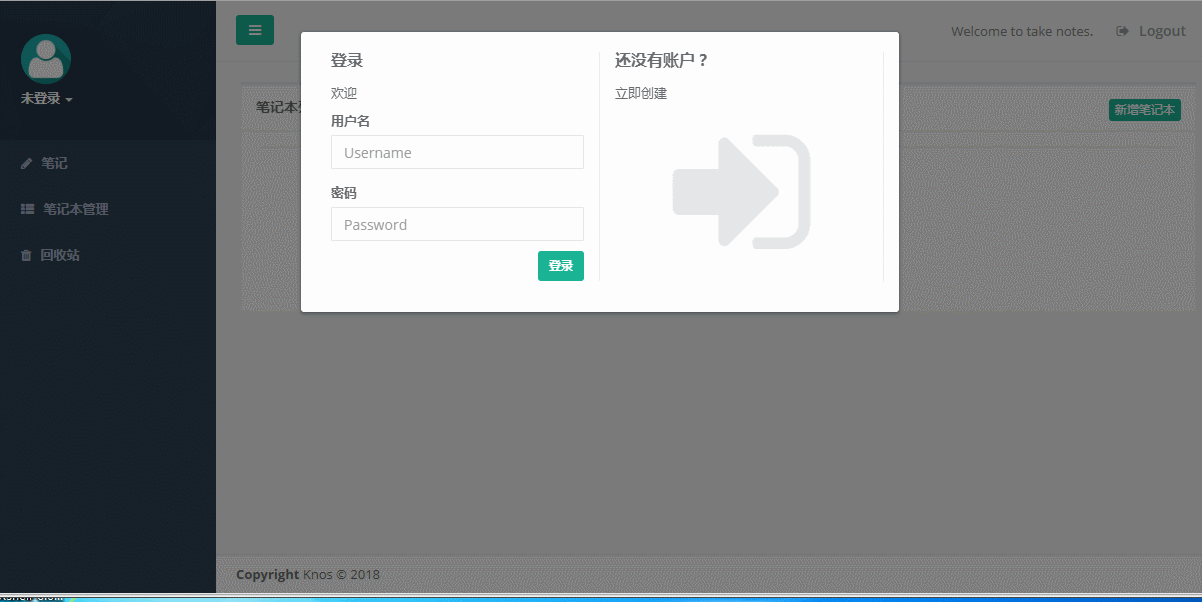 未登录
笔记
笔记本管理
回收站
Welcome to take notes.
Logout
笔记本
新增笔记本
登录
欢迎
用户名
Username
密码
Password
登录
还没有账户？
立即创建
Copyright Knos © 2018